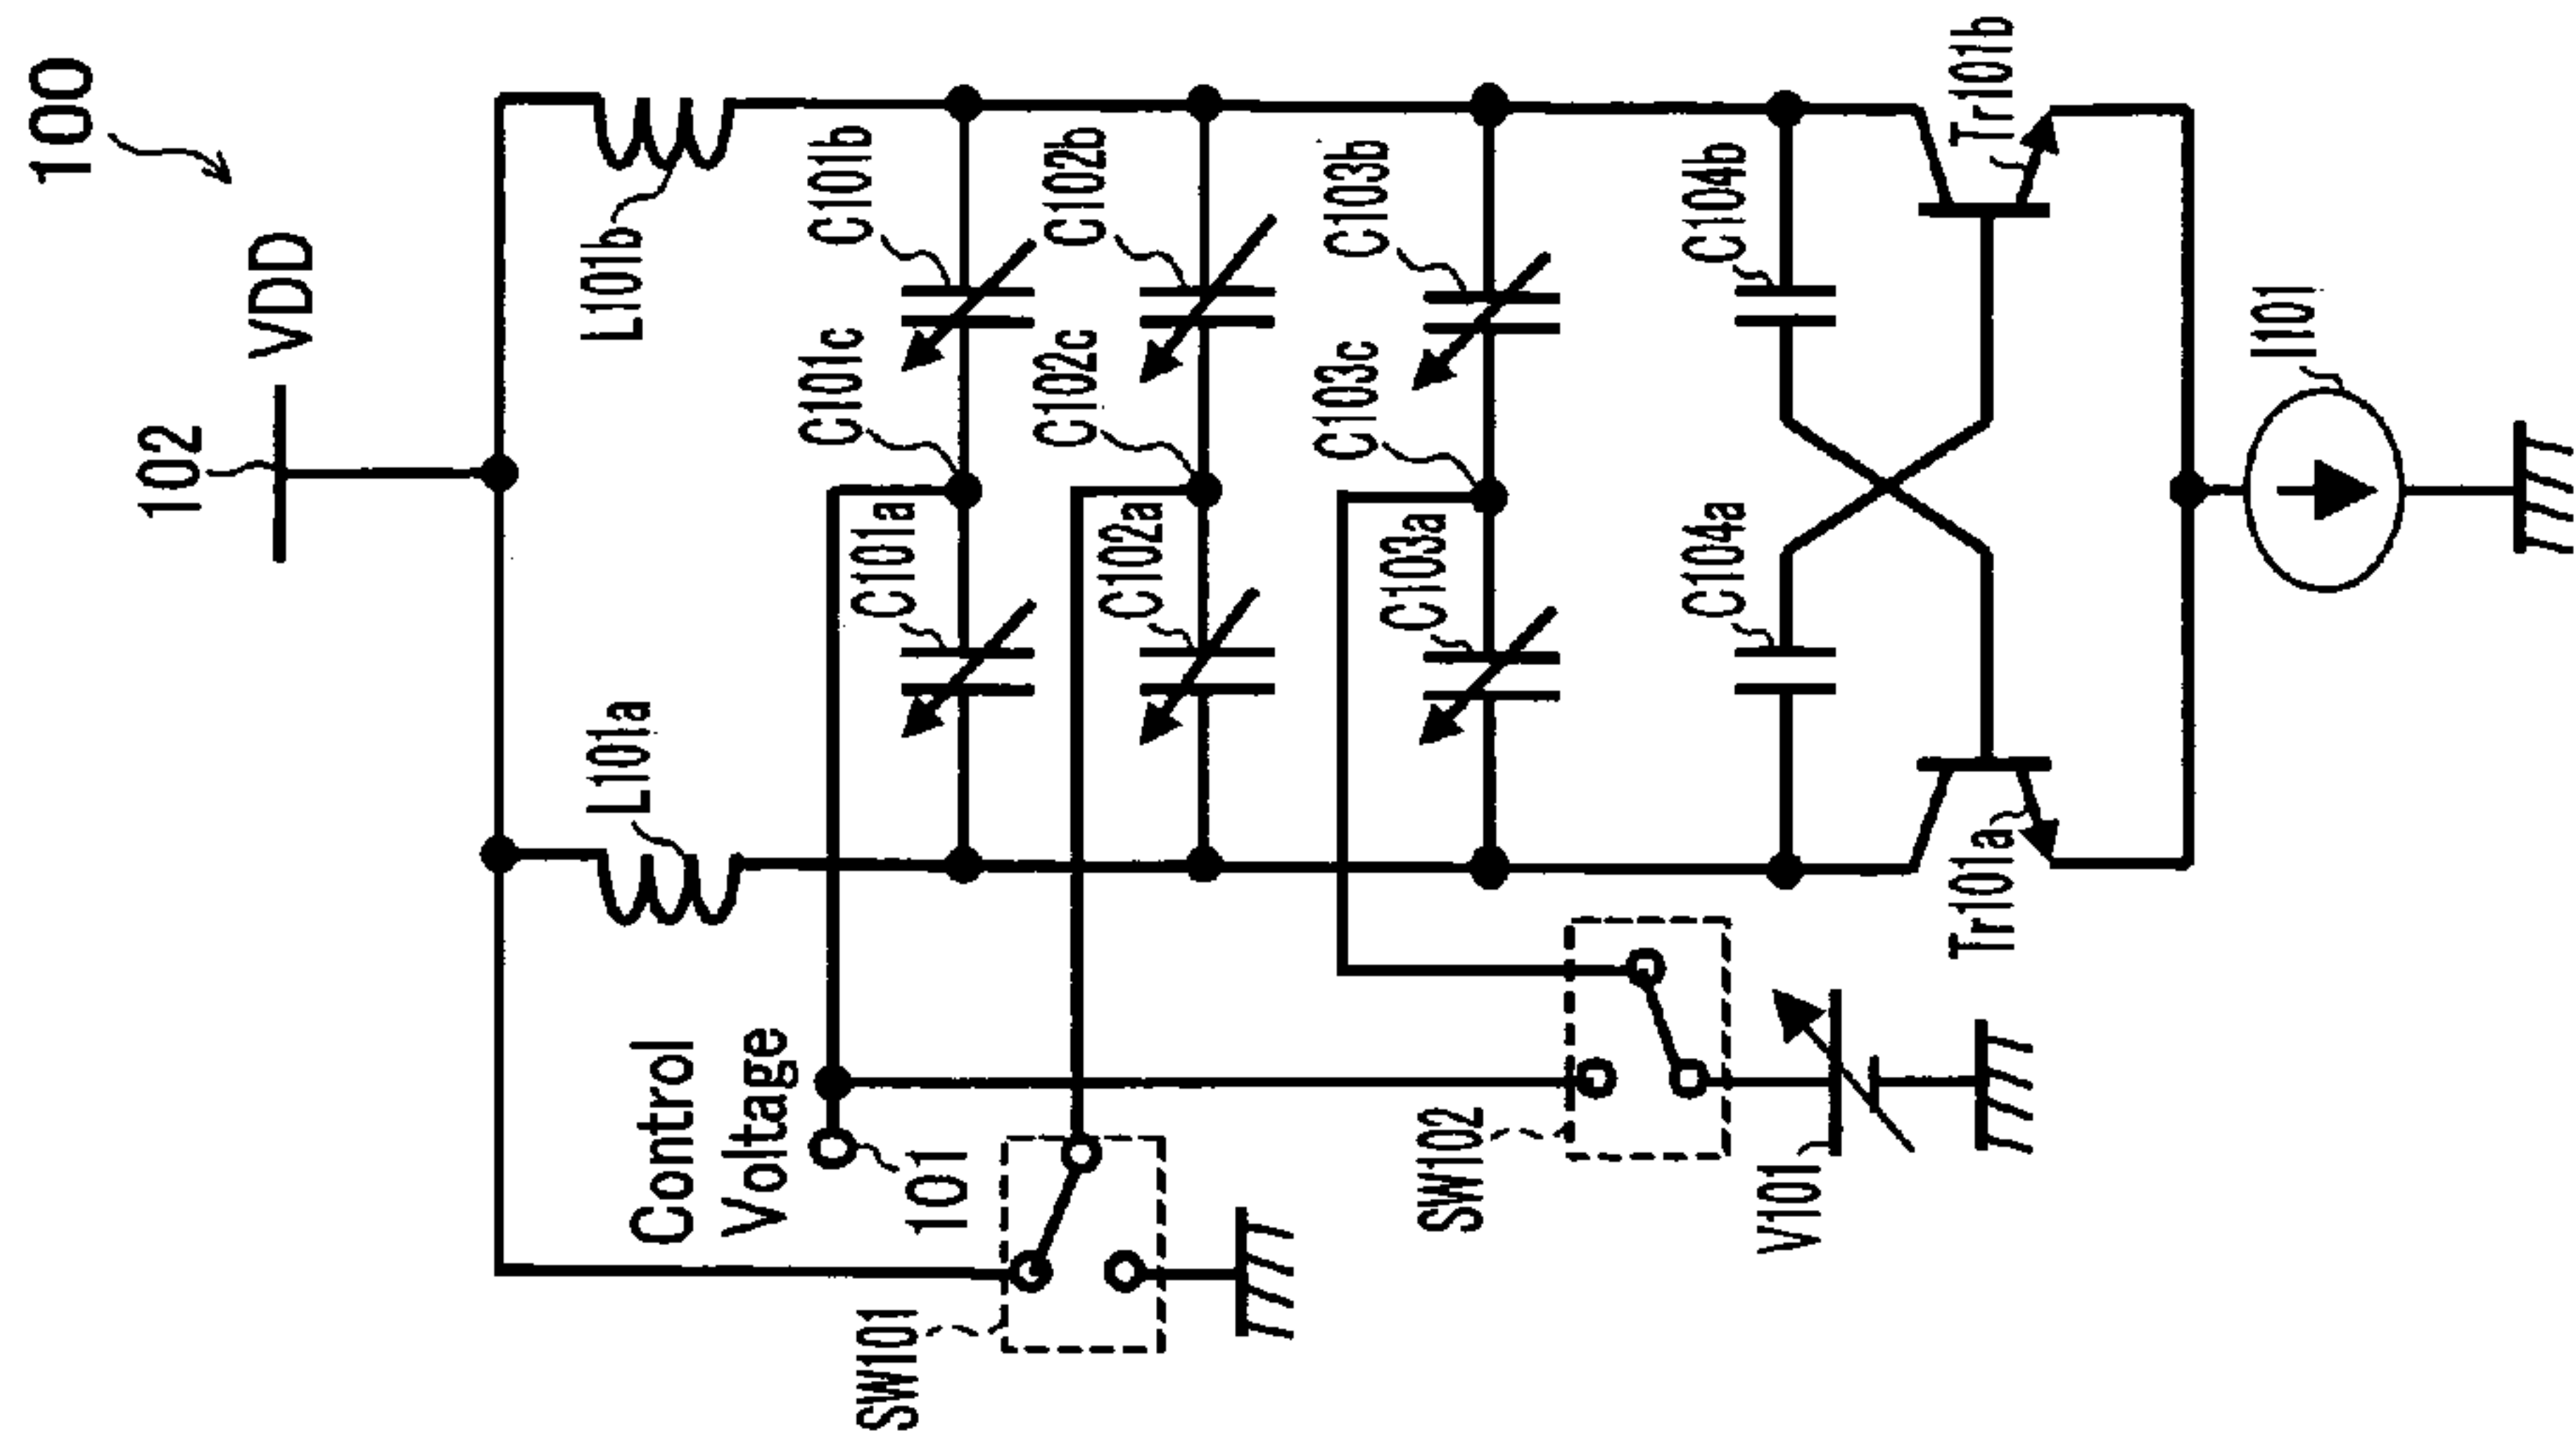 100
102
VDD
L101a
L101b
Control
Voltage
101
C101a
C101c
C101b
SW101
C102a
C102c
C102b
C103a
C103c
C103b
SW102
V101
C104a
C104b
Tr101a
Tr101b
I101